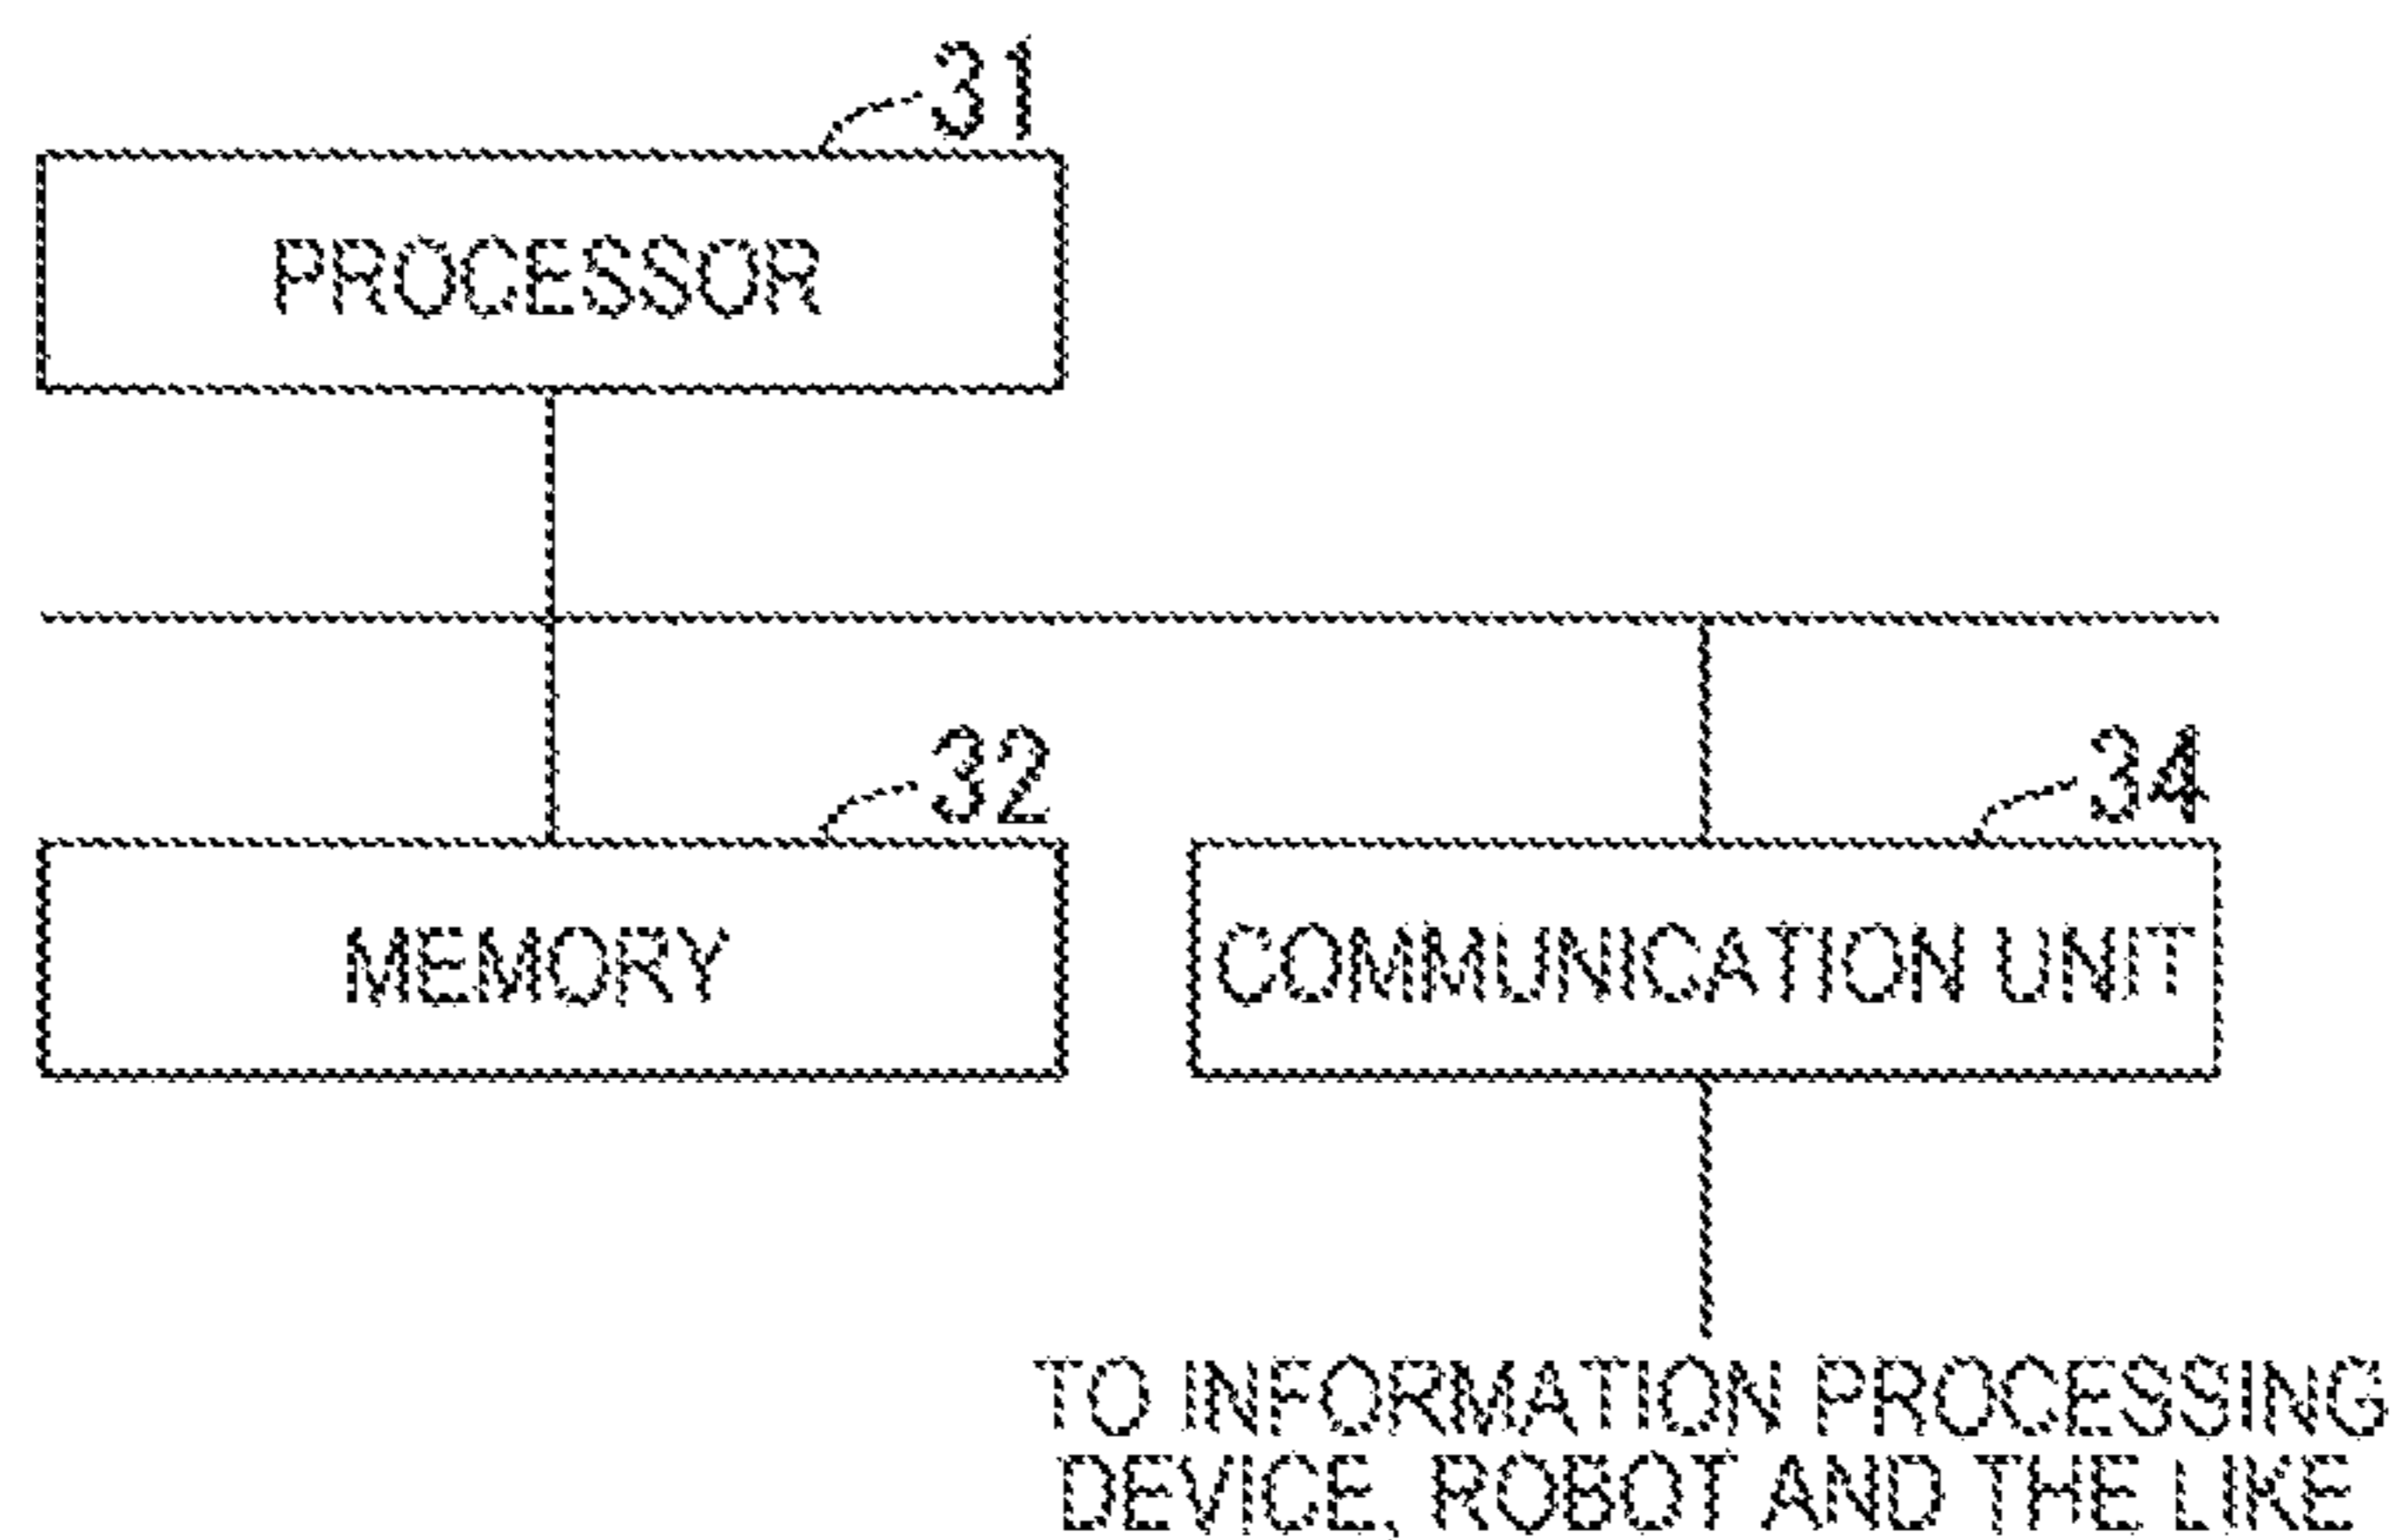 31
PROCESSOR
32
34
MEMORY
COMMUNICATION UNIT
TO INFORMATION PROCESSING
DEVICE, ROBOT AND THE LIKE